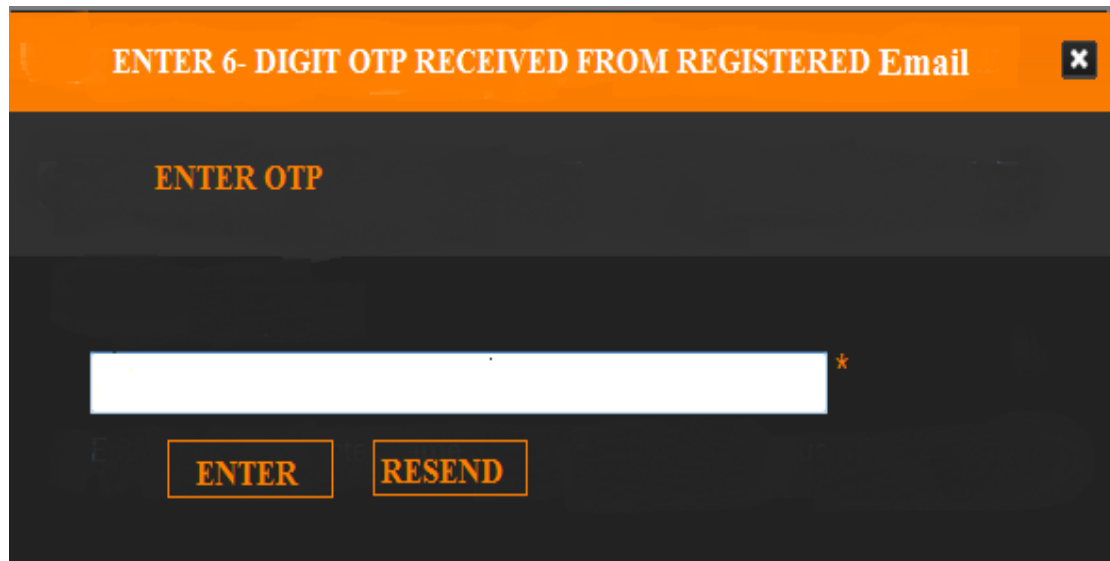 ENTER 6- DIGIT OTP RECEIVED FROM REGISTERED Email
ENTER OTP
*
ENTER RESEND